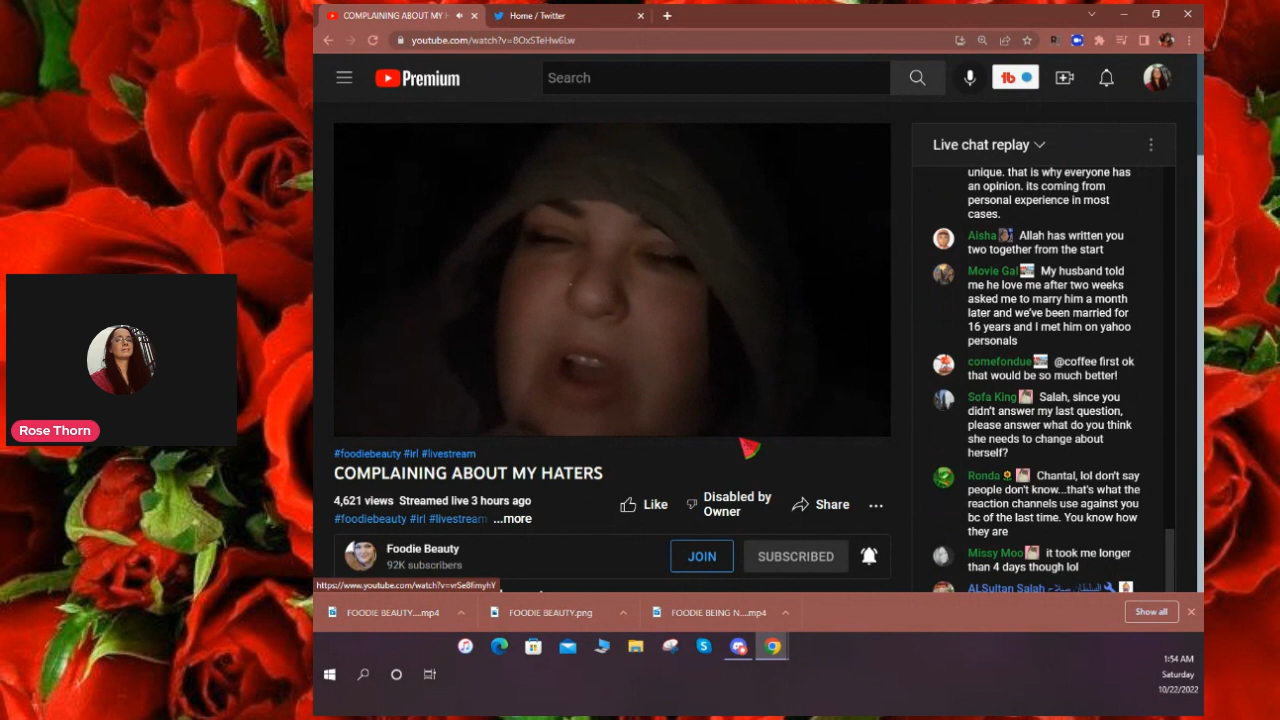 COMPLAINING ABOUT MY H
Home / Twitter
youtube.com/watch?v=8OxSTeHw6Lw
Premium
Search
Live chat replay
unique. that is why everyone has
an opinion. its coming from
personal experience in most
cases.
Aisha Allah has written you
two together from the start
Movie Gal My husband told
me he love me after two weeks
asked me to marry him a month
later and we've been married for
16 years and I met him on yahoo
personals
comefondue @coffee first ok
that would be so much better!
Sofa King Salah, since you
didn't answer my last question,
please answer what do you think
she needs to change about
herself?
Ronda Chantal, lol don't say
people don't know...that's what the
reaction channels use against you
bc of the last time. You know how
they are
Missy Moo it took me longer
than 4 days though lol
ALSultan Salah السلطان صلاح
Rose Thorn
#foodiebeauty #irl #livestream
COMPLAINING ABOUT MY HATERS
4,621 views Streamed live 3 hours ago
#foodiebeauty #irl #livestream ...more
Like
Disabled by
Owner
Share
Foodie Beauty
92K subscribers
JOIN
SUBSCRIBED
https://www.youtube.com/watch?v=
FOODIE BEAUTY....mp4
FOODIE BEAUTY.png
FOODIE BEING N....mp4
Show all
1:54 AM
Saturday
10/22/2022